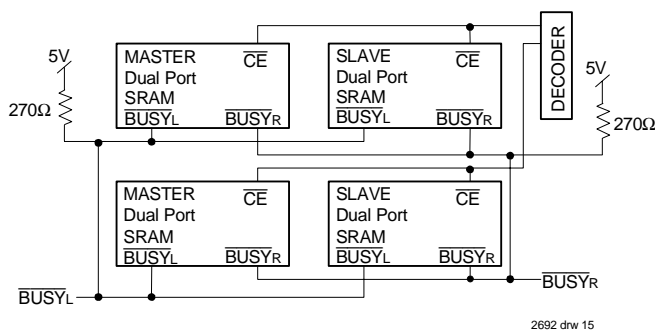 MASTER
Dual Port
SRAM
CE
BUSYL
BUSYR
SLAVE
Dual Port
SRAM
CE
DECODER
5V
270Ω
5V
270Ω
MASTER
Dual Port
SRAM
CE
BUSYL
BUSYR
SLAVE
Dual Port
SRAM
CE
BUSYL
BUSYR
BUSYL
BUSYR
BUSYL
BUSYR
2692 drw 15